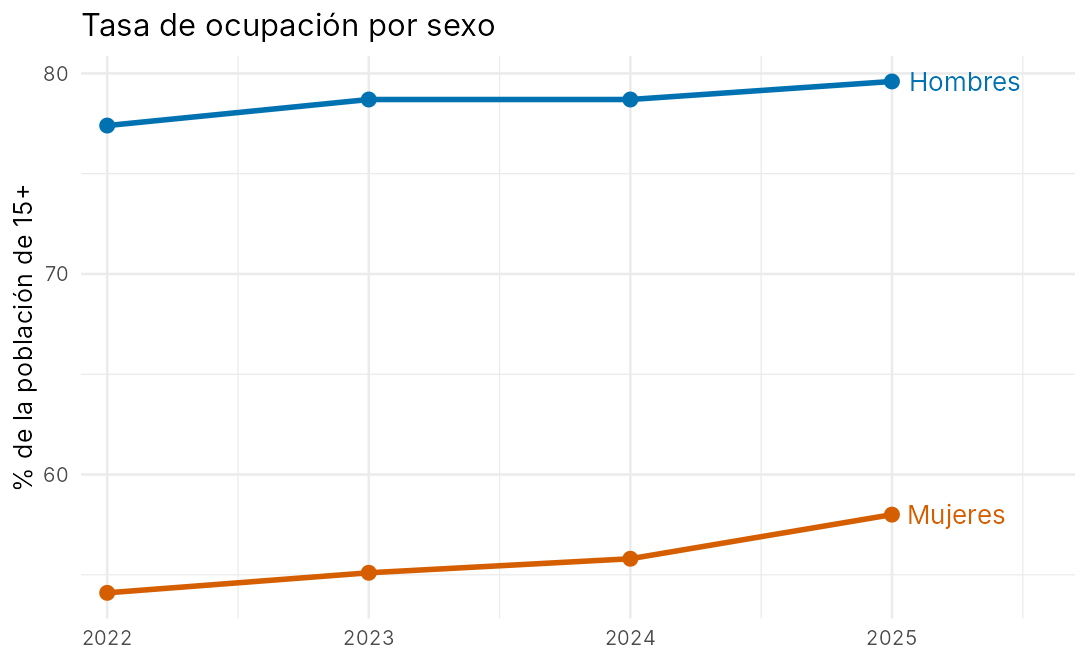 Tasa de ocupación por sexo
% de la población de 15+
80
70
60
Hombres
Mujeres
2022
2023
2024
2025